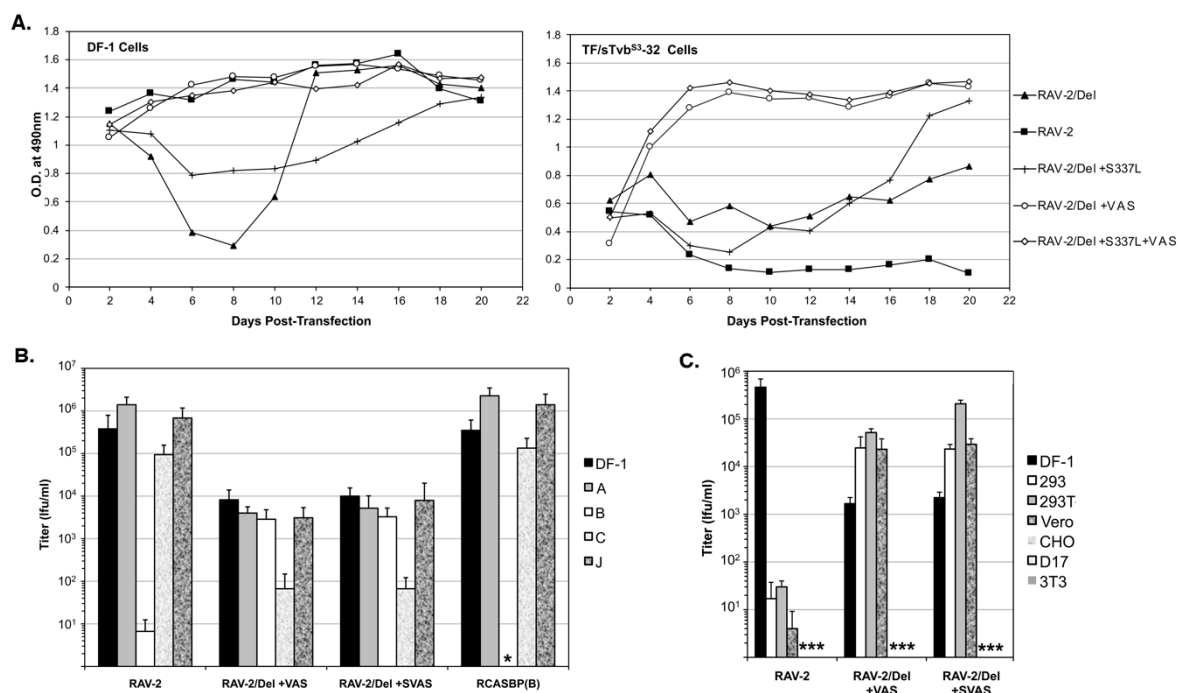 A.
DF-1 Cells
O.D. at 490nm
1.8
1.6
1.4
1.2
1
0.8
0.6
0.4
0.2
0
0 2 4 6 8 10 12 14 16 18 20 22
Days Post-Transfection
TF/sTvbS3-32 Cells
1.8
1.6
1.4
1.2
1
0.8
0.6
0.4
0.2
0
0 2 4 6 8 10 12 14 16 18 20 22
Days Post-Transfection
RAV-2/Del
RAV-2
RAV-2/Del +S337L
RAV-2/Del +VAS
RAV-2/Del +S337L+VAS
B.
Titer (Ifu/ml)
10^7
10^6
10^5
10^4
10^3
10^2
10^1
*
RAV-2
RAV-2/Del +VAS
RAV-2/Del +SVAS
RCASBP(B)
DF-1
A
B
C
J
C.
Titer (Ifu/ml)
10^6
10^5
10^4
10^3
10^2
10^1
***
***
***
RAV-2
RAV-2/Del
+VAS
RAV-2/Del
+SVAS
DF-1
293
293T
Vero
CHO
D17
3T3